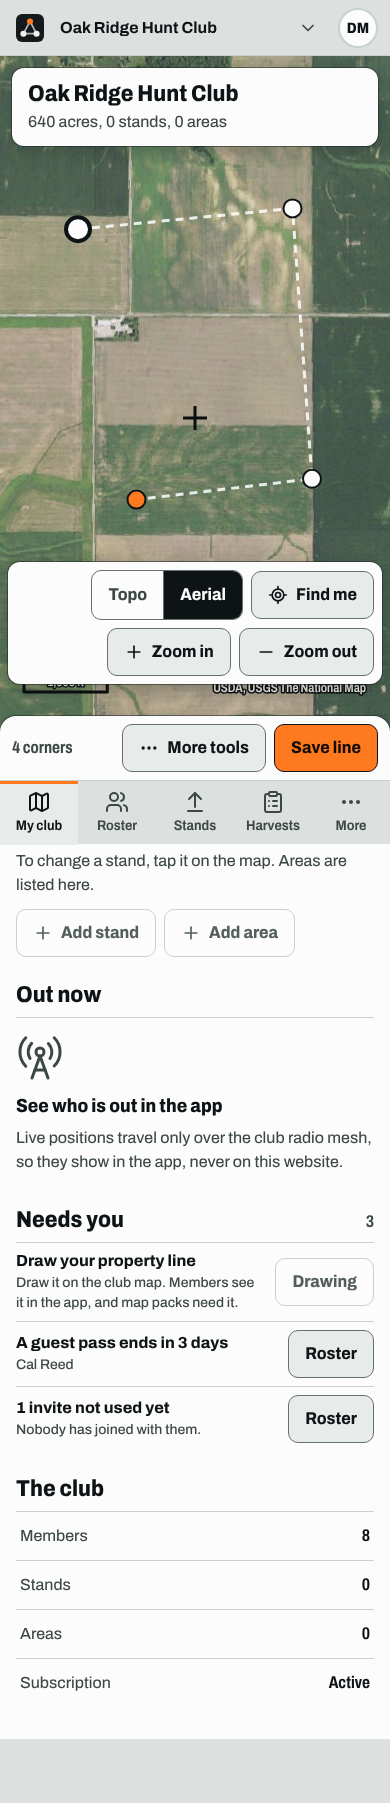 Oak Ridge Hunt Club
DM
Oak Ridge Hunt Club
640 acres, 0 stands, 0 areas
Topo
Aerial
Find me
Zoom in
Zoom out
USDA, USGS The National Map
4 corners
More tools
Save line
My club
Roster
Stands
Harvests
More
To change a stand, tap it on the map. Areas are
listed here.
Add stand
Add area
Out now
See who is out in the app
Live positions travel only over the club radio mesh,
so they show in the app, never on this website.
Needs you
3
Draw your property line
Draw it on the club map. Members see
it in the app, and map packs need it.
Drawing
A guest pass ends in 3 days
Cal Reed
Roster
1 invite not used yet
Nobody has joined with them.
Roster
The club
Members
8
Stands
0
Areas
0
Subscription
Active